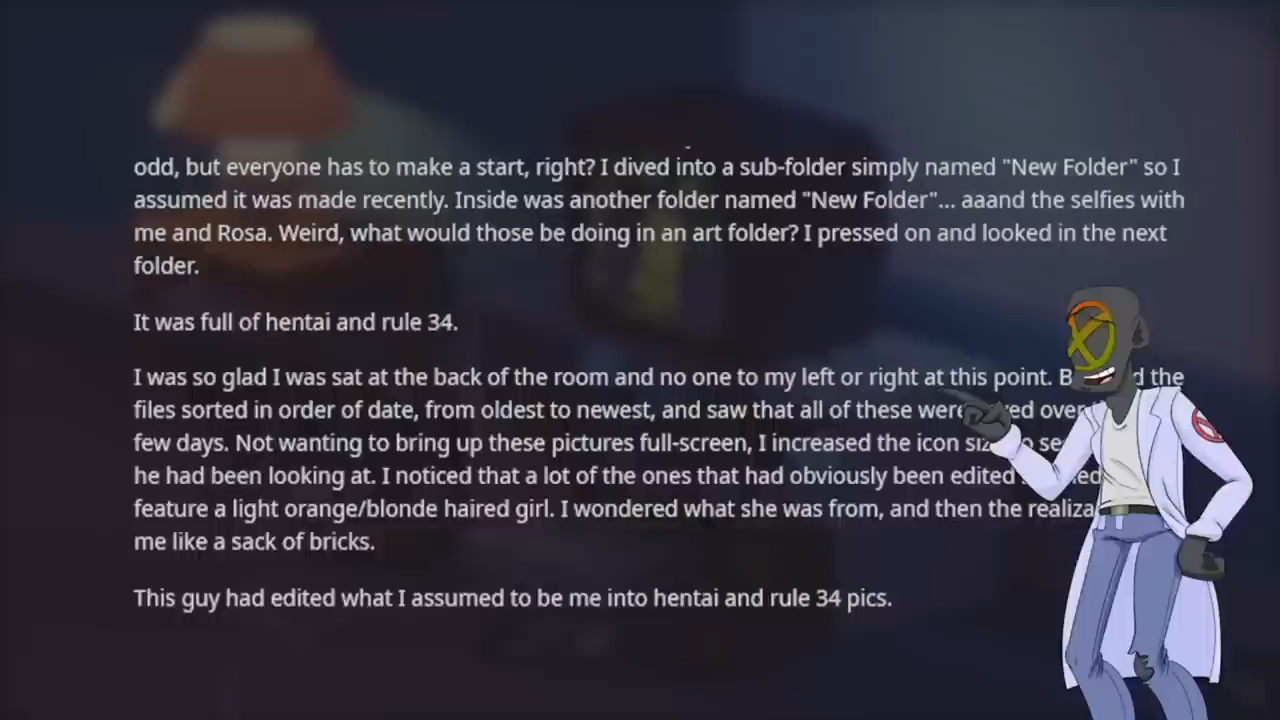 odd, but everyone has to make a start, right? I dived into a sub-folder simply named "New Folder" so I
assumed it was made recently. Inside was another folder named "New Folder"... aaand the selfies with
me and Rosa. Weird, what would those be doing in an art folder? I pressed on and looked in the next
folder.
It was full of hentai and rule 34.
I was so glad I was sat at the back of the room and no one to my left or right at this point. the
files sorted in order of date, from oldest to newest, and saw that all of these were over
few days. Not wanting to bring up these pictures full-screen, I increased the icon
he had been looking at. I noticed that a lot of the ones that had obviously been edited
feature a light orange/blonde haired girl. I wondered what she was from, and then the
me like a sack of bricks.
This guy had edited what I assumed to be me into hentai and rule 34 pics.